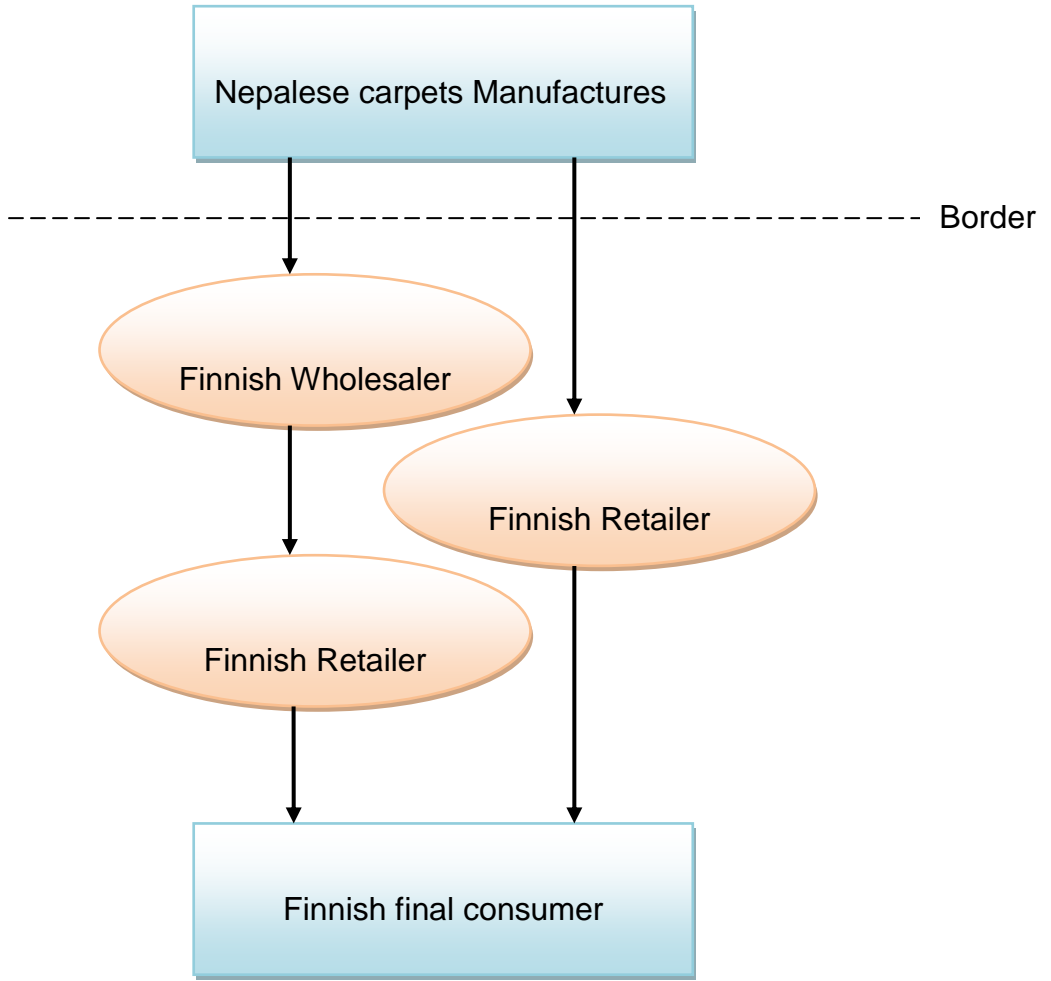 Nepalese carpets Manufactures
Border
Finnish Wholesaler
Finnish Retailer
Finnish Retailer
Finnish final consumer